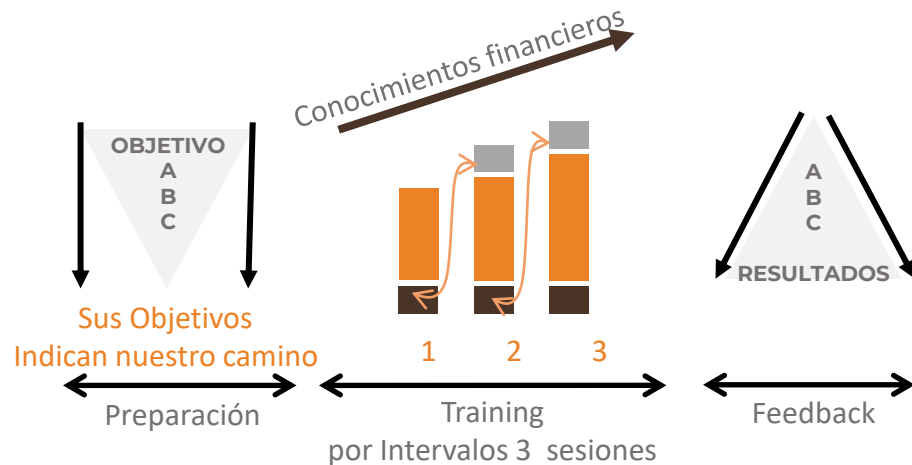 Conocimientos financieros
OBJETIVO
A
B
C
Sus Objetivos
Indican nuestro camino
Preparación
1 2 3
Training
por Intervalos 3 sesiones
A
B
C
RESULTADOS
Feedback